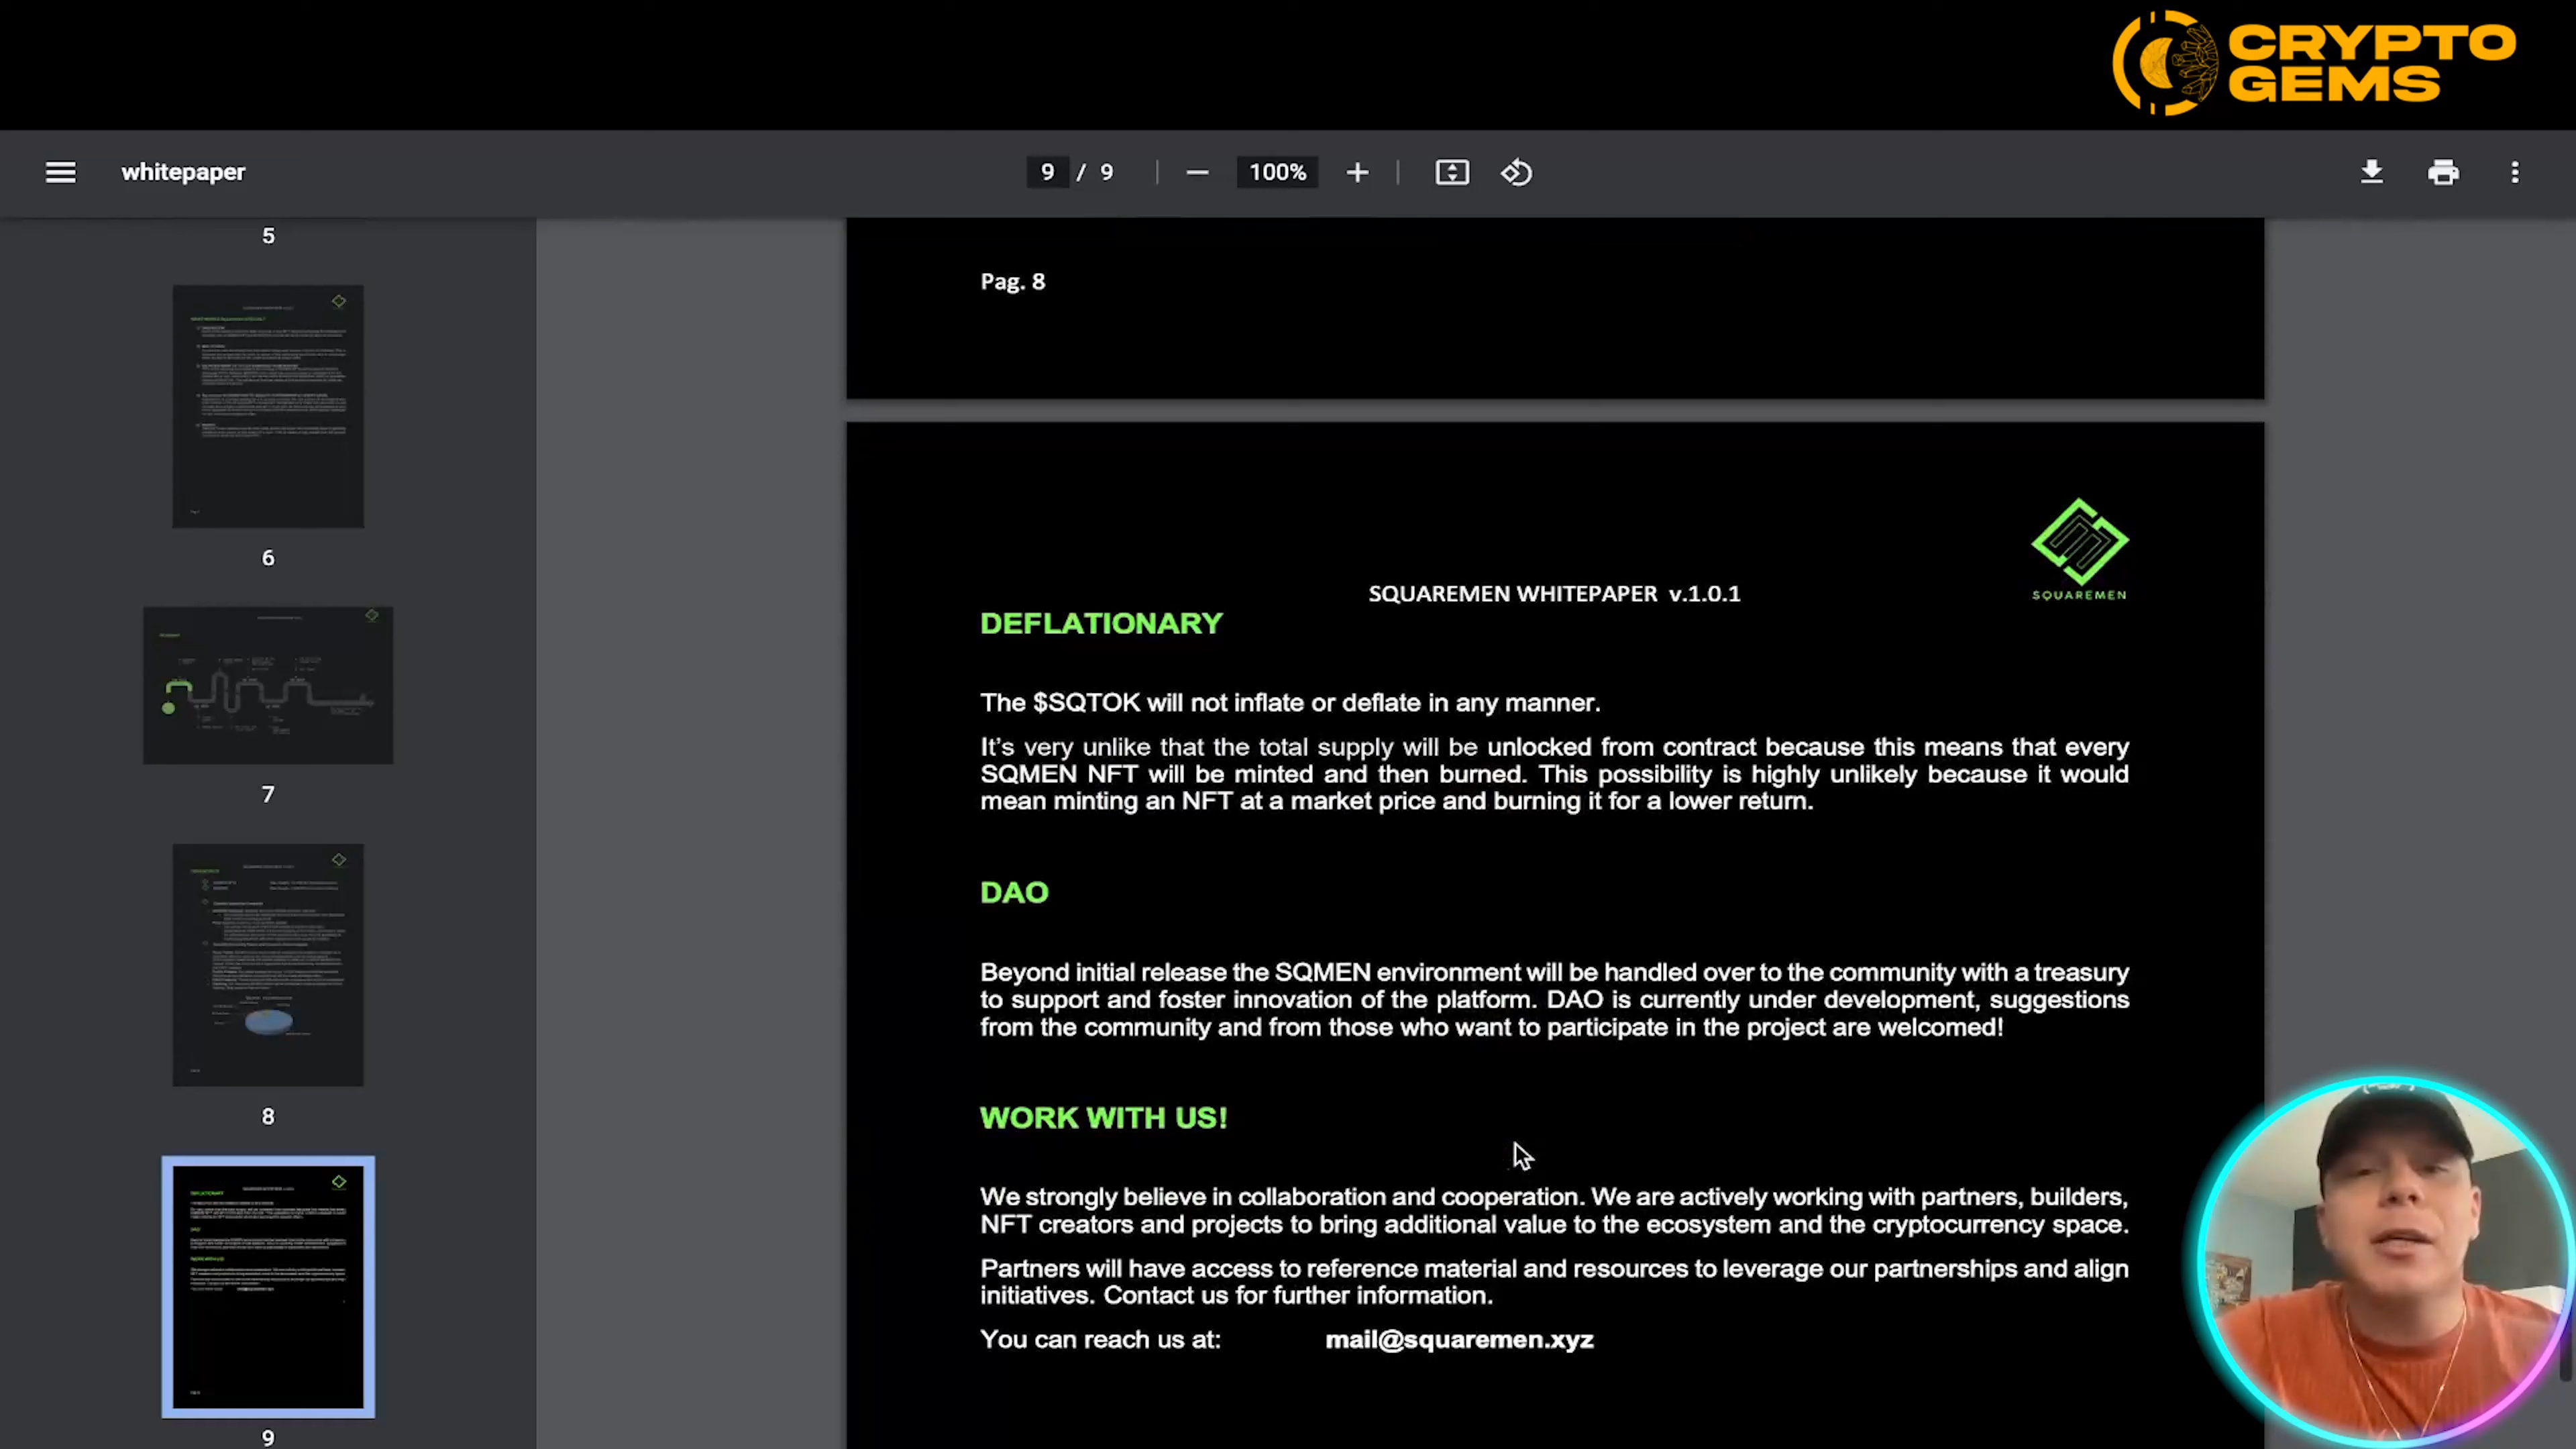 CRYPTO
GEMS
whitepaper
9 / 9
100%
5
6
7
8
9
Pag. 8
SQUAREMEN
SQUAREMEN WHITEPAPER v.1.0.1
DEFLATIONARY
The $SQTOK will not inflate or deflate in any manner.
It's very unlike that the total supply will be unlocked from contract because this means that every
SQMEN NFT will be minted and then burned. This possibility is highly unlikely because it would
mean minting an NFT at a market price and burning it for a lower return.
DAO
Beyond initial release the SQMEN environment will be handled over to the community with a treasury
to support and foster innovation of the platform. DAO is currently under development, suggestions
from the community and from those who want to participate in the project are welcomed!
WORK WITH US!
We strongly believe in collaboration and cooperation. We are actively working with partners, builders,
NFT creators and projects to bring additional value to the ecosystem and the cryptocurrency space.
Partners will have access to reference material and resources to leverage our partnerships and align
initiatives. Contact us for further information.
You can reach us at: mail@squaremen.xyz